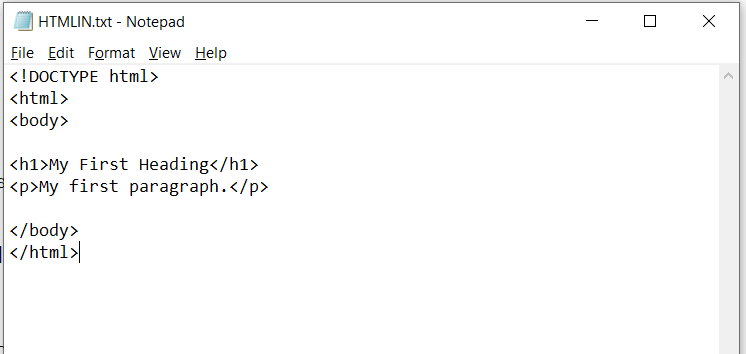 HTMLIN.txt - Notepad
File Edit Format View Help
<!DOCTYPE html>
<html>
<body>
<h1>My First Heading</h1>
<p>My first paragraph.</p>
</body>
</html>